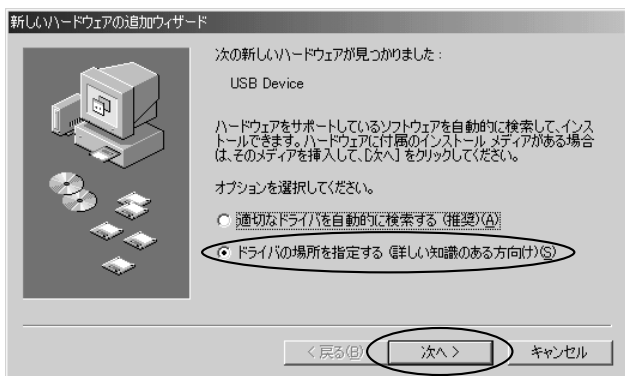 新しいハードウェアの追加ウィザード
次の新しいハードウェアが見つかりました :
USB Device
ハードウェアをサポートしているソフトウェアを自動的に検索して、インス
トールできます。ハードウェアに付属のインストール メディアがある場合
は、そのメディアを挿入して、[次へ] をクリックしてください。
オプションを選択してください。
適切なドライバを自動的に検索する (推奨)(A)
ドライバの場所を指定する (詳しい知識のある方向け)(S)
< 戻る(B)
次へ >
キャンセル